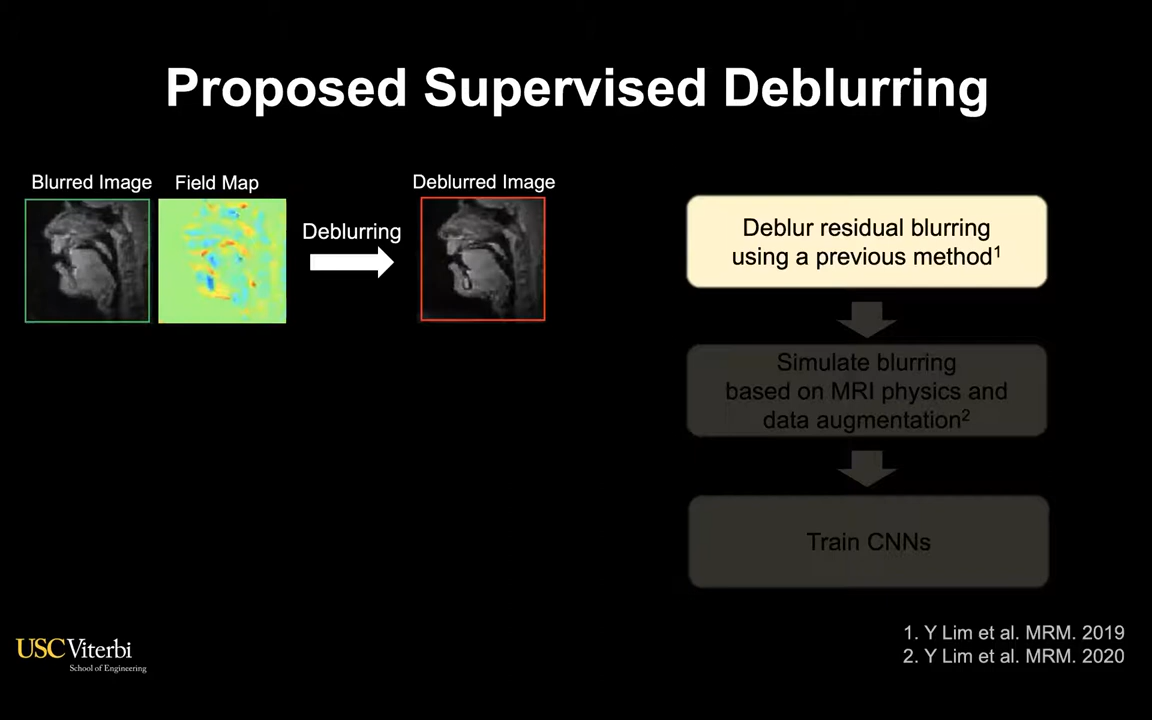 Proposed Supervised Deblurring
Blurred Image
Field Map
Deblurring
Deblurred Image
Deblur residual blurring
using a previous method¹
Simulate blurring
based on MRI physics and
data augmentation²
Train CNNs
USC Viterbi
School of Engineering
1. Y Lim et al. MRM. 2019
2. Y Lim et al. MRM. 2020